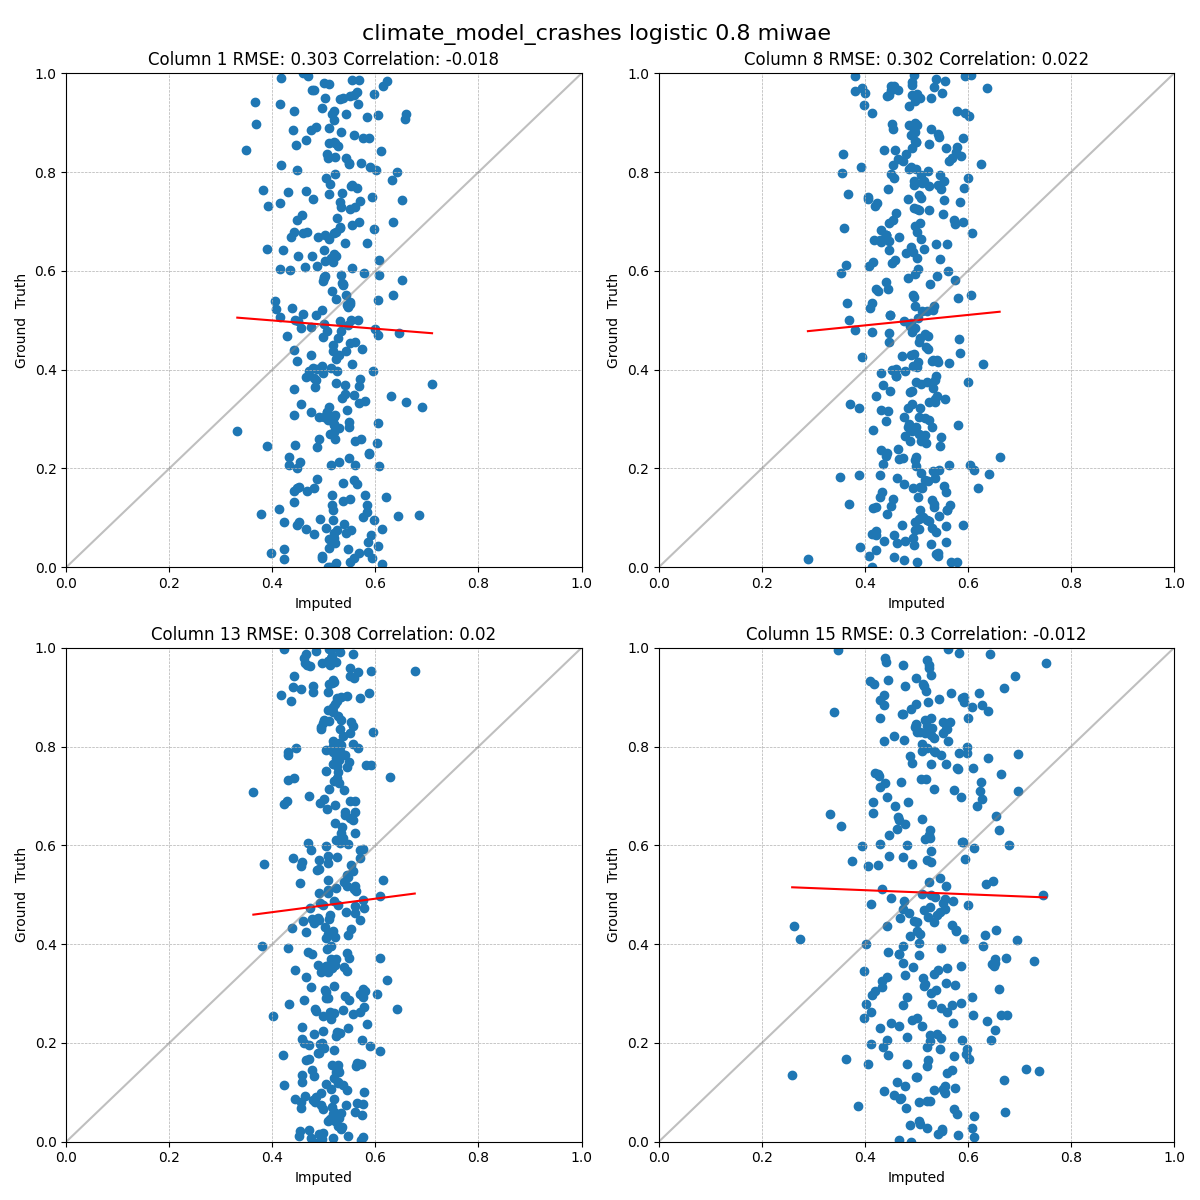 climate_model_crashes logistic 0.8 miwae
Column 1 RMSE: 0.303 Correlation: -0.018
Column 8 RMSE: 0.302 Correlation: 0.022
1.0
0.8
0.6
0.4
0.2
0.0
Ground Truth
0.0 0.2 0.4 0.6 0.8 1.0
Imputed
1.0
0.8
0.6
0.4
0.2
0.0
Ground Truth
0.0 0.2 0.4 0.6 0.8 1.0
Imputed
Column 13 RMSE: 0.308 Correlation: 0.02
Column 15 RMSE: 0.3 Correlation: -0.012
1.0
0.8
0.6
0.4
0.2
0.0
Ground Truth
0.0 0.2 0.4 0.6 0.8 1.0
Imputed
1.0
0.8
0.6
0.4
0.2
0.0
Ground Truth
0.0 0.2 0.4 0.6 0.8 1.0
Imputed